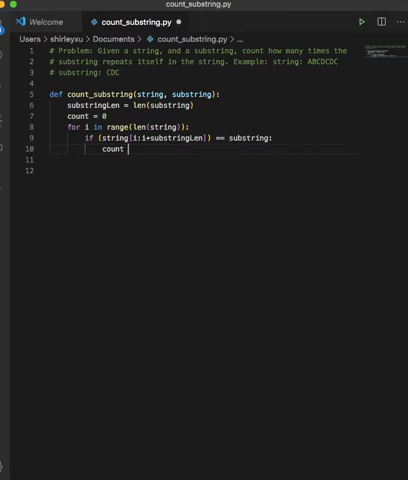 count_substring.py
Welcome
count_substring.py
Users > shirleyxu > Documents > count_substring.py > ...
1 # Problem: Given a string, and a substring, count how many times the
2 # substring repeats itself in the string. Example: string: ABCDCDC
3 # substring: CDC
4
5 def count_substring(string, substring):
6 substringLen = len(substring)
7 count = 0
8 for i in range(len(string)):
9 if (string[i:i+substringLen]) == substring:
10 count
11
12